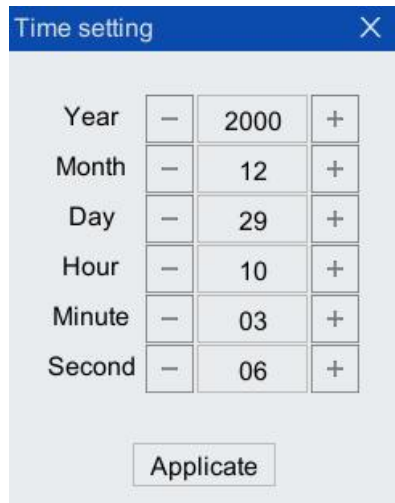 Time setting X
Year - 2000 +
Month - 12 +
Day - 29 +
Hour - 10 +
Minute - 03 +
Second - 06 +
Applicate